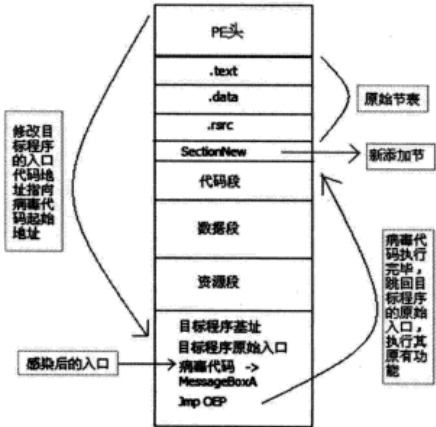 PE头
.text
.data
.rsrc
SectionNew
代码段
数据段
资源段
目标程序基址
目标程序原始入口
病毒代码 ->
MessageBoxA
Jmp OEP
修改目
标程序
的入口
代码地
址指向
病毒代
码起始
地址
感染后的入口
原始节表
新添加节
病毒代
码执行
完毕，
跳回目
标程序
的原始
入口，
执行其
原有功
能